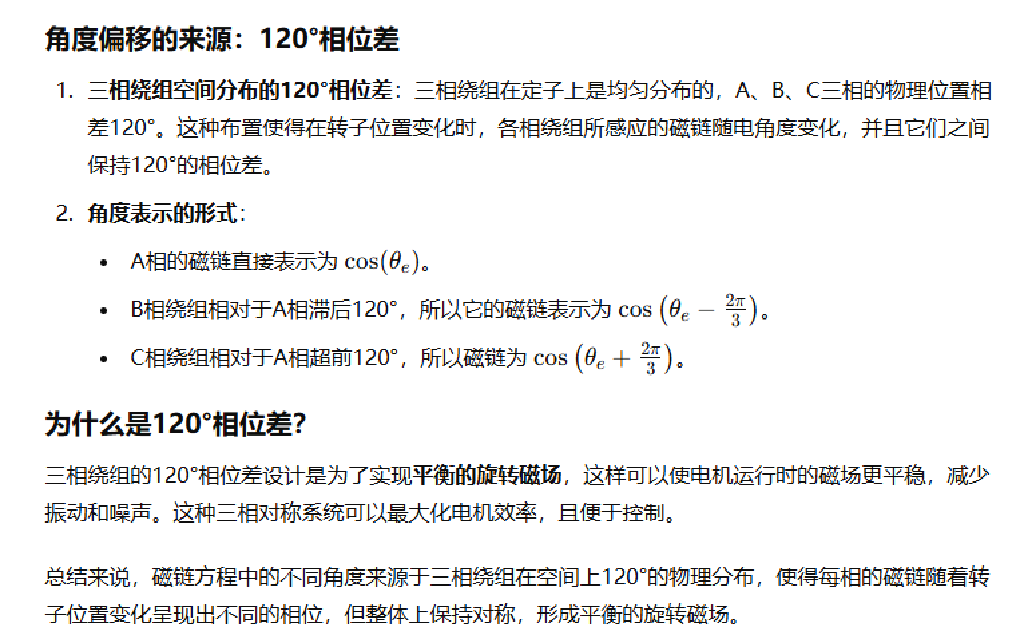 角度偏移的来源：120°相位差
1. 三相绕组空间分布的120°相位差：三相绕组在定子上是均匀分布的，A、B、C三相的物理位置相
差120°。这种布置使得在转子位置变化时，各相绕组所感应的磁链随电角度变化，并且它们之间
保持120°的相位差。
2. 角度表示的形式：
• A相的磁链直接表示为 cos(θₑ)。
• B相绕组相对于A相滞后120°，所以它的磁链表示为 cos (θₑ − 2π/3)。
• C相绕组相对于A相超前120°，所以磁链为 cos (θₑ + 2π/3)。
为什么是120°相位差？
三相绕组的120°相位差设计是为了实现平衡的旋转磁场，这样可以使电机运行时的磁场更平稳，减少
振动和噪声。这种三相对称系统可以最大化电机效率，且便于控制。
总结来说，磁链方程中的不同角度来源于三相绕组在空间上120°的物理分布，使得每相的磁链随着转
子位置变化呈现出不同的相位，但整体上保持对称，形成平衡的旋转磁场。